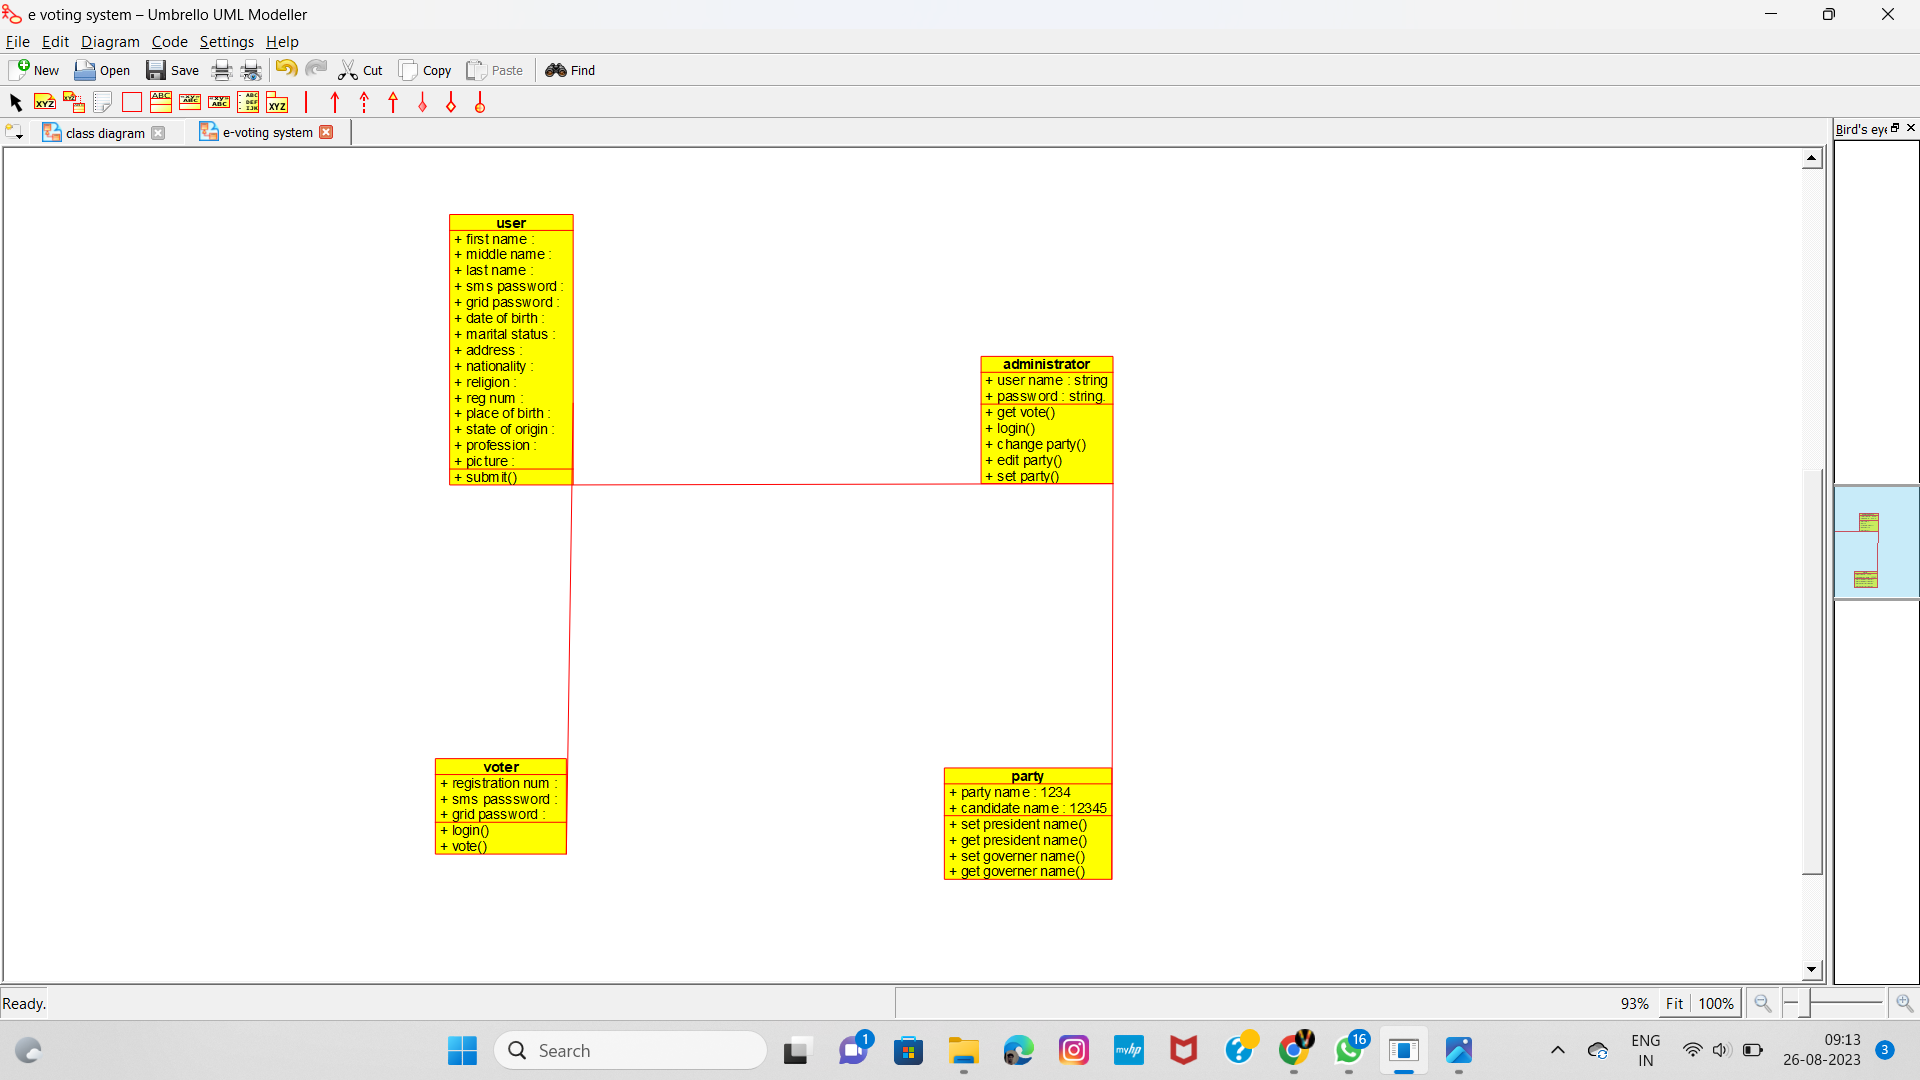 e voting system – Umbrello UML Modeller
File Edit Diagram Code Settings Help
New Open Save Cut Copy Paste Find
class diagram e-voting system
Bird's eye
user
+ first name :
+ middle name :
+ last name :
+ sms password :
+ grid password :
+ date of birth :
+ marital status :
+ address :
+ nationality :
+ religion :
+ reg num :
+ place of birth :
+ state of origin :
+ profession :
+ picture :
+ submit()
administrator
+ user name : string
+ password : string.
+ get vote()
+ login()
+ change party()
+ edit party()
+ set party()
voter
+ registration num :
+ sms passsword :
+ grid password :
+ login()
+ vote()
party
+ party name : 1234
+ candidate name : 12345
+ set president name()
+ get president name()
+ set governer name()
+ get governer name()
Ready.
93% Fit 100%
Search
1
myhp
16
ENG
IN
09:13
26-08-2023
3